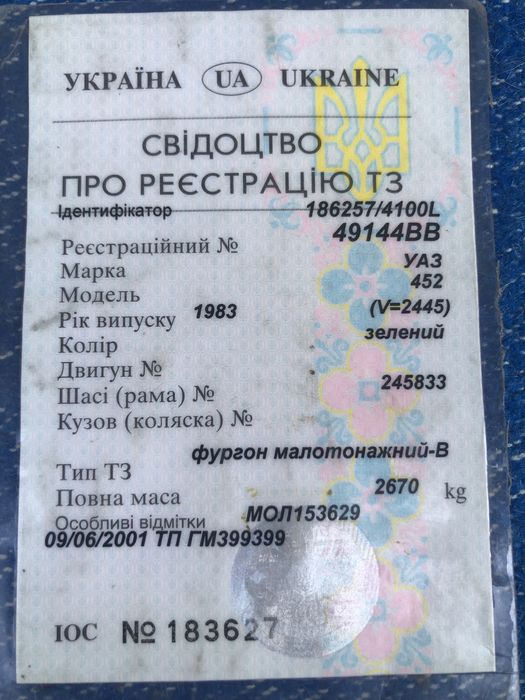 УКРАЇНА UA UKRAINE
СВІДОЦТВО
ПРО РЕЄСТРАЦІЮ ТЗ
Ідентифікатор 186257/4100L
Реєстраційний № 49144ВВ
Марка УАЗ
Модель 452
Рік випуску 1983 (V=2445)
Колір зелений
Двигун №
Шасі (рама) № 245833
Кузов (коляска) №
фургон малотонажний-В
Тип ТЗ
Повна маса 2670 kg
Особливі відмітки МОЛ153629
09/06/2001 ТП ГМ399399
ІОС № 183627